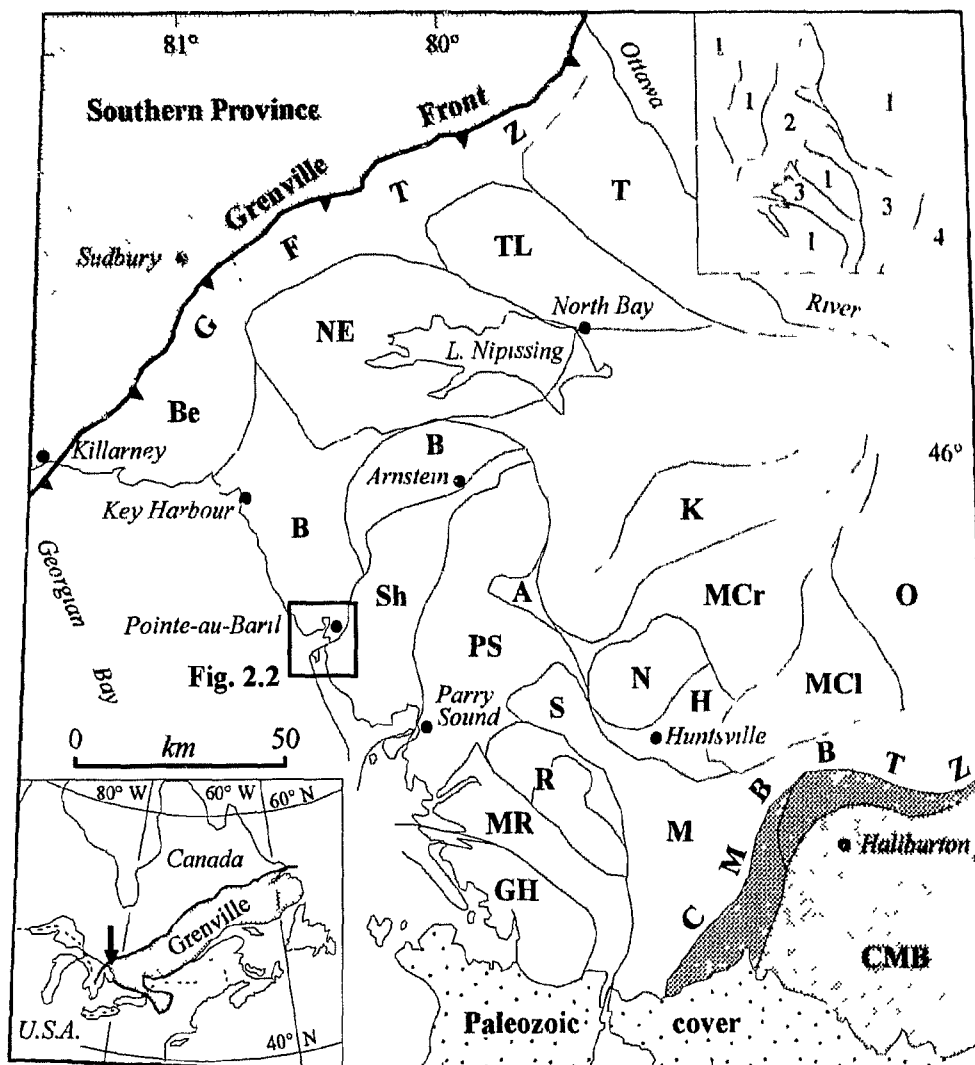 81°
80°
Southern Province
Grenville Front
Ottawa
River
1
1
2
1
1
3
3
1
4
G F T Z
T
TL
Sudbury
North Bay
NE
L. Nipissing
Be
Killarney
B
46°
Arnstein
Key Harbour
B
K
Georgian
Bay
Sh
A
MCr
O
Pointe-au-Baril
PS
Fig. 2.2
N
H
MCl
S
Parry
Sound
Huntsville
0 km 50
R
MR
M
C M B B T Z
Haliburton
GH
CMB
80° W
60° W
60° N
Canada
Grenville
U.S.A.
40° N
Paleozoic cover